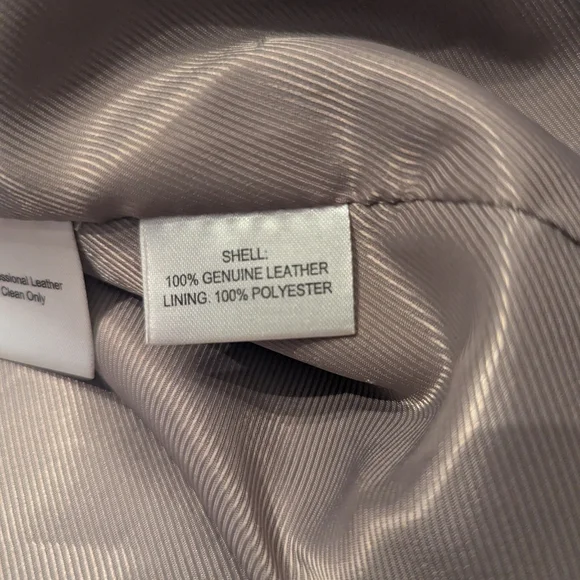 SHELL:
100% GENUINE LEATHER
LINING: 100% POLYESTER
Leather
Clean Only